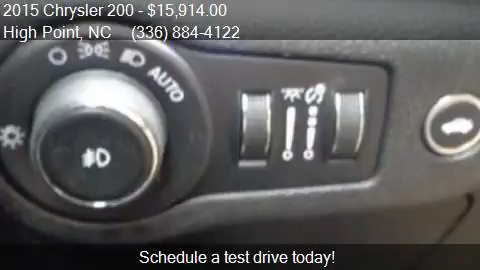 2015 Chrysler 200 - $15,914.00
High Point, NC (336) 884-4122
AUTO
Schedule a test drive today!